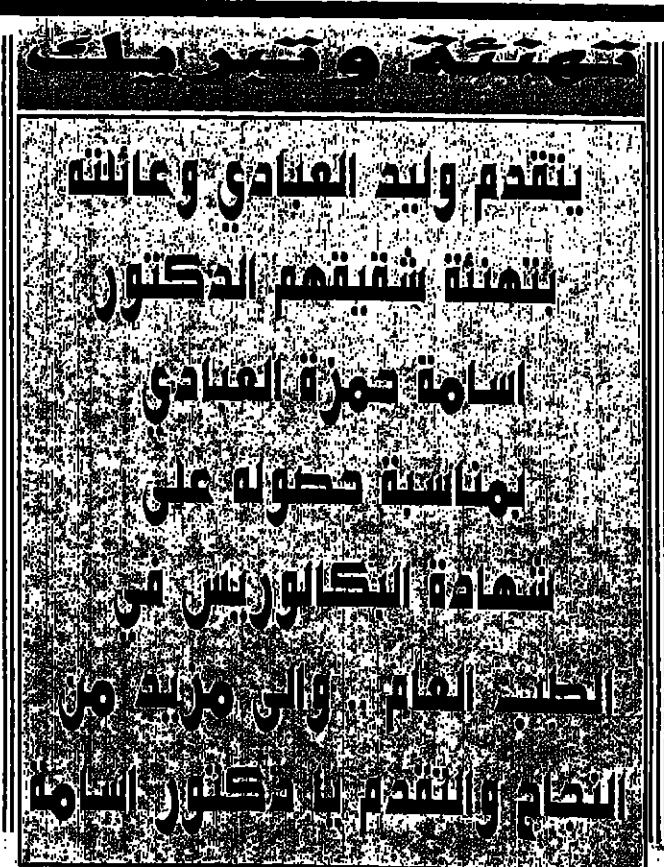 تهنئة وتبريك
يتقدم وليد العبادي وعائلته
بتهنئة شقيقهم الدكتور
اسامة حمزة العبادي
بمناسبة حصوله على
شهادة البكالوريس في
الطب العام .. والى مزيد من
النجاح والتقدم يا دكتور اسامة